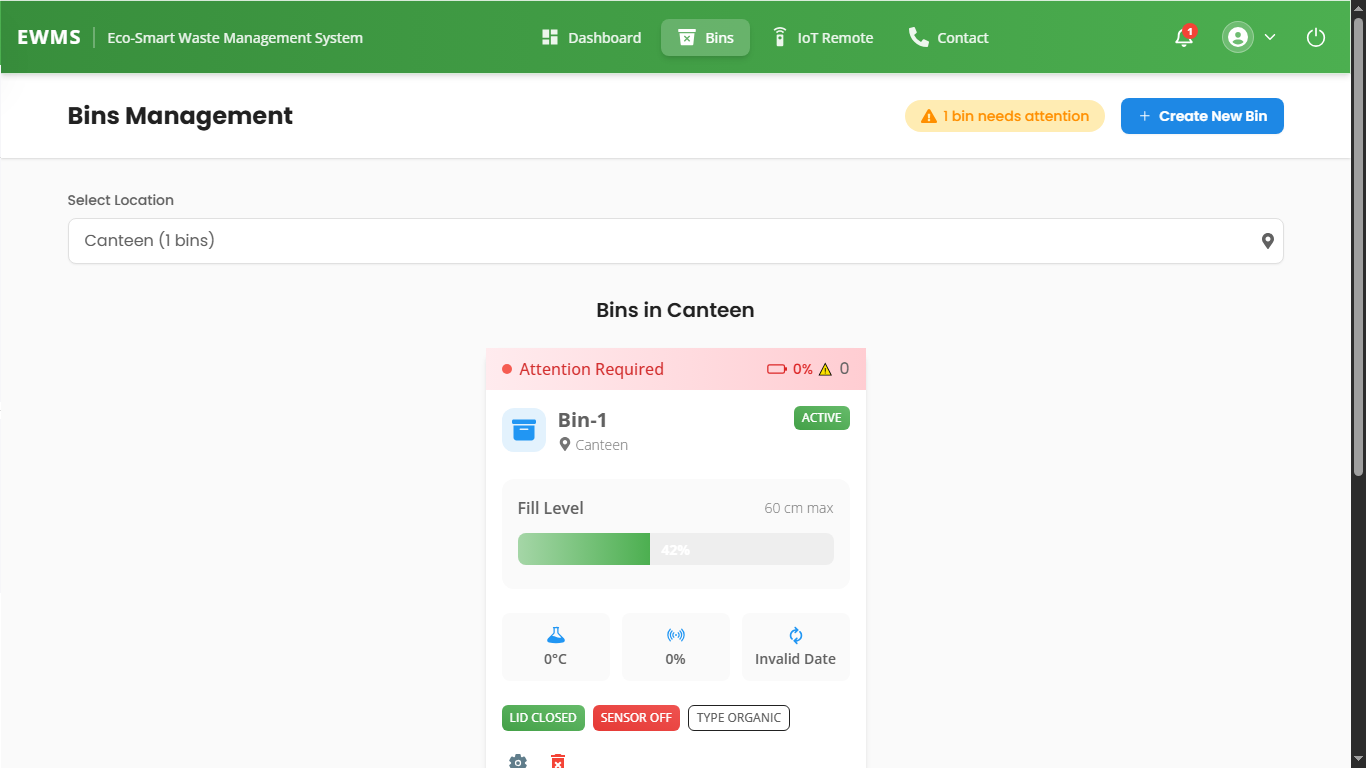 EWMS Eco-Smart Waste Management System Dashboard Bins IoT Remote Contact 1
Bins Management 1 bin needs attention + Create New Bin
Select Location
Canteen (1 bins)
Bins in Canteen
Attention Required 0% 0
Bin-1 ACTIVE
Canteen
Fill Level 60 cm max
42%
0°C 0% Invalid Date
LID CLOSED SENSOR OFF TYPE ORGANIC